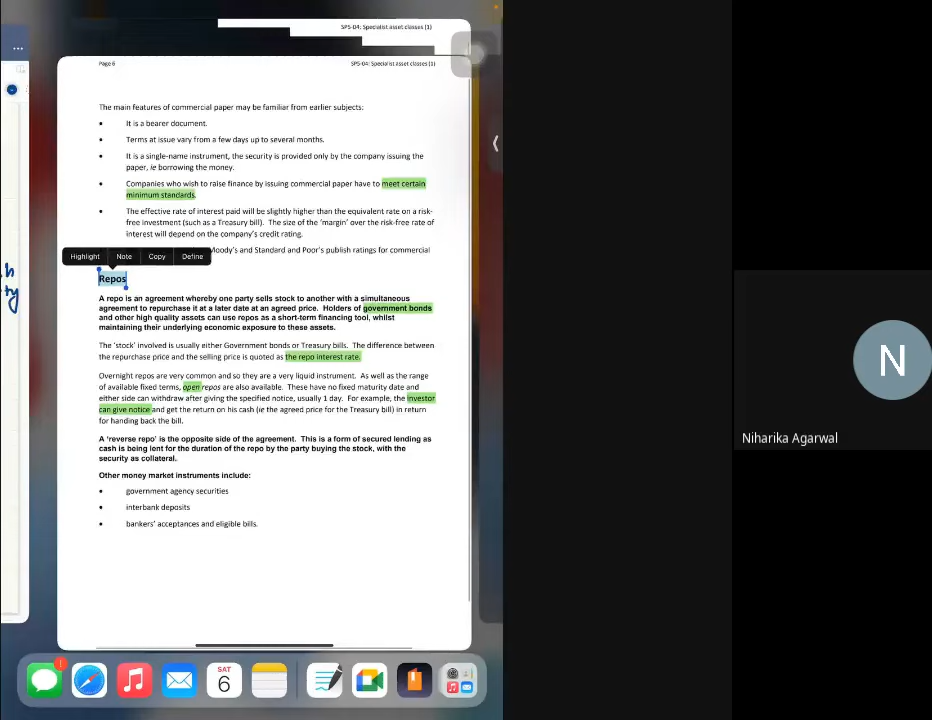 SP5-04: Specialist asset classes (1)
Page 6
SP5-04: Specialist asset classes (1)
The main features of commercial paper may be familiar from earlier subjects:
• It is a bearer document.
• Terms at issue vary from a few days up to several months.
• It is a single-name instrument, the security is provided only by the company issuing the
paper, ie borrowing the money.
• Companies who wish to raise finance by issuing commercial paper have to meet certain
minimum standards.
• The effective rate of interest paid will be slightly higher than the equivalent rate on a risk-
free investment (such as a Treasury bill). The size of the 'margin' over the risk-free rate of
interest will depend on the company's credit rating.
Moody's and Standard and Poor's publish ratings for commercial
Highlight Note Copy Define
Repos
A repo is an agreement whereby one party sells stock to another with a simultaneous
agreement to repurchase it at a later date at an agreed price. Holders of government bonds
and other high quality assets can use repos as a short-term financing tool, whilst
maintaining their underlying economic exposure to these assets.
The 'stock' involved is usually either Government bonds or Treasury bills. The difference between
the repurchase price and the selling price is quoted as the repo interest rate.
Overnight repos are very common and so they are a very liquid instrument. As well as the range
of available fixed terms, open repos are also available. These have no fixed maturity date and
either side can withdraw after giving the specified notice, usually 1 day. For example, the investor
can give notice and get the return on his cash (ie the agreed price for the Treasury bill) in return
for handing back the bill.
A 'reverse repo' is the opposite side of the agreement. This is a form of secured lending as
cash is being lent for the duration of the repo by the party buying the stock, with the
security as collateral.
Other money market instruments include:
• government agency securities
• interbank deposits
• bankers' acceptances and eligible bills.
SAT
6
N
Niharika Agarwal